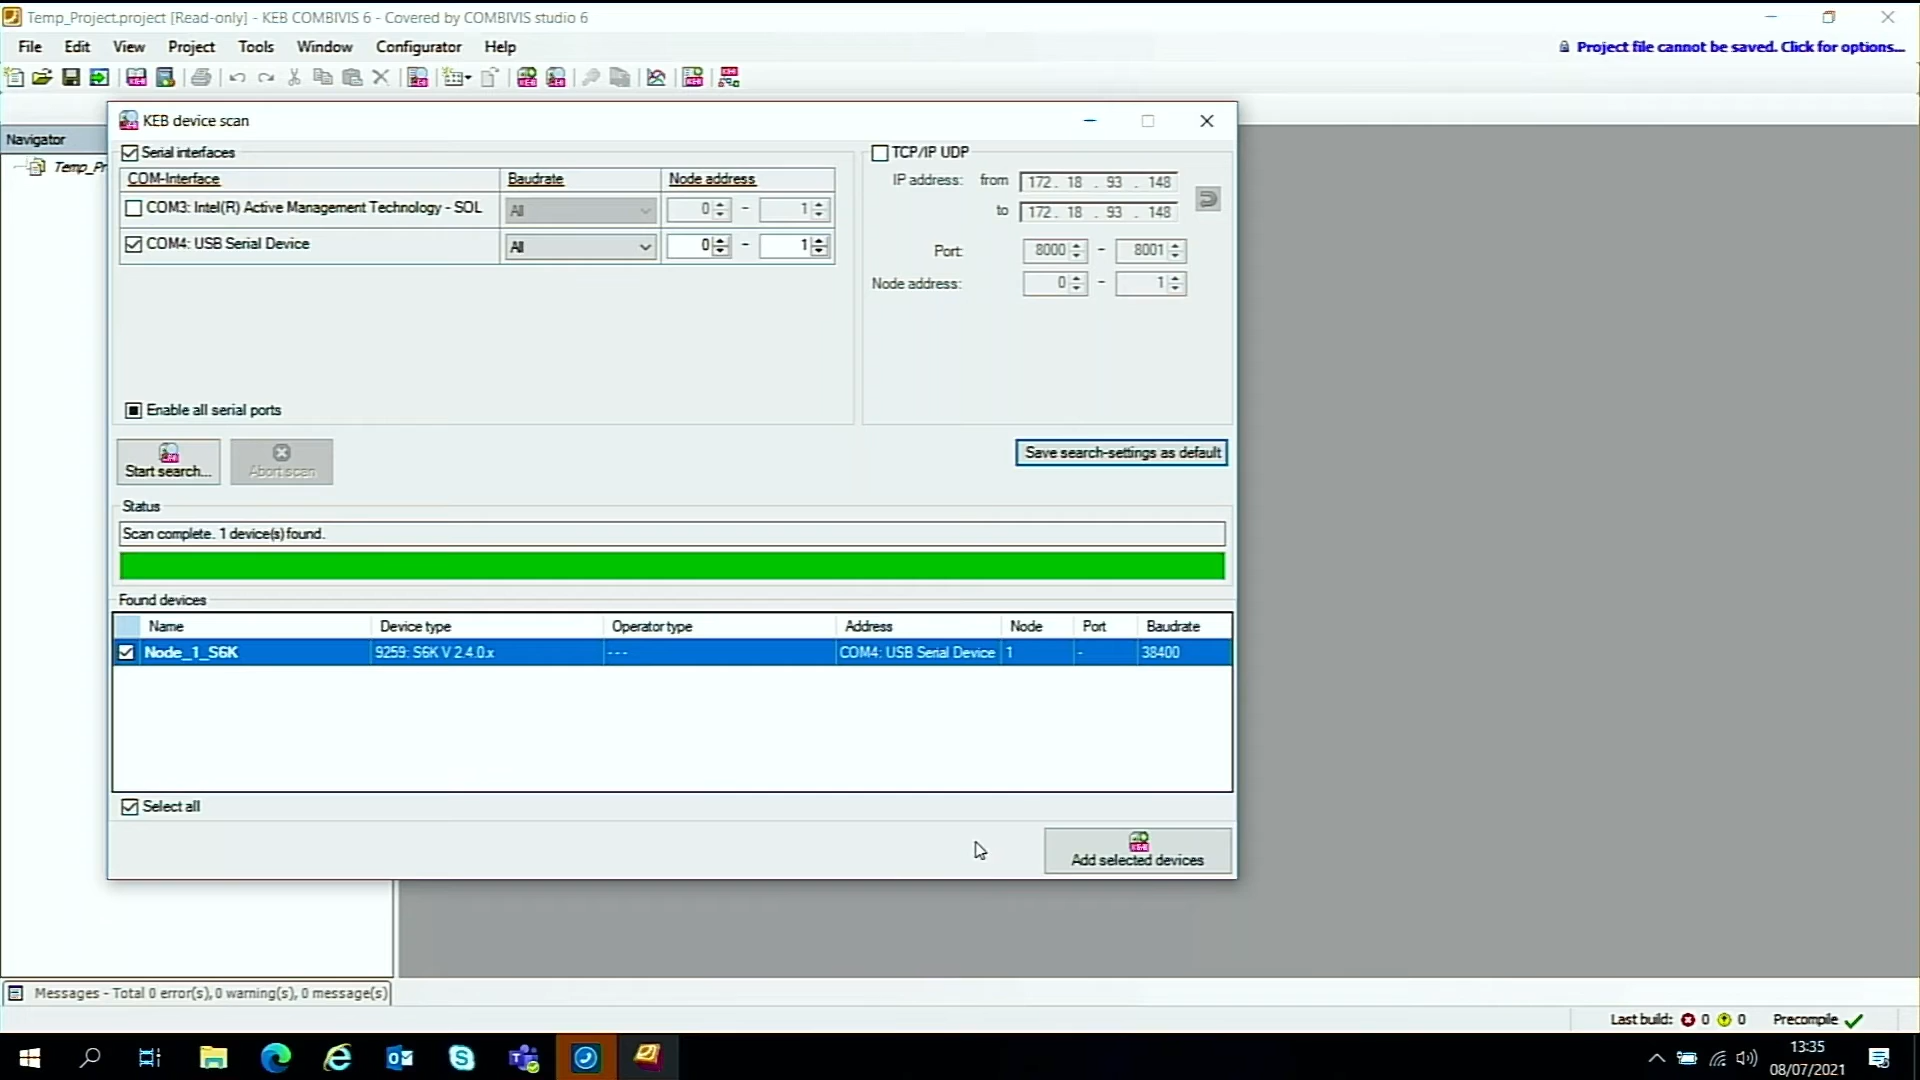 Temp_Project.project [Read-only] - KEB COMBIVIS 6 - Covered by COMBIVIS studio 6
File Edit View Project Tools Window Configurator Help
Project file cannot be saved. Click for options...
Navigator
Temp_Pr
KEB device scan
Serial interfaces
COM-Interface Baudrate Node address
COM3: Intel(R) Active Management Technology - SOL All 0 - 1
COM4: USB Serial Device All 0 - 1
Enable all serial ports
TCP/IP UDP
IP address: from 172. 18 . 93 . 148
to 172. 18 . 93 . 148
Port: 8000 - 8001
Node address: 0 - 1
Start search...
Abort scan
Save search-settings as default
Status
Scan complete. 1 device(s) found.
Found devices
Name Device type Operator type Address Node Port Baudrate
Node_1_S6K 9259: S6K V 2.4.0.x --- COM4: USB Serial Device 1 - 38400
Select all
Add selected devices
Messages - Total 0 error(s), 0 warning(s), 0 message(s)
Last build: 0 0 Precompile
13:35
08/07/2021